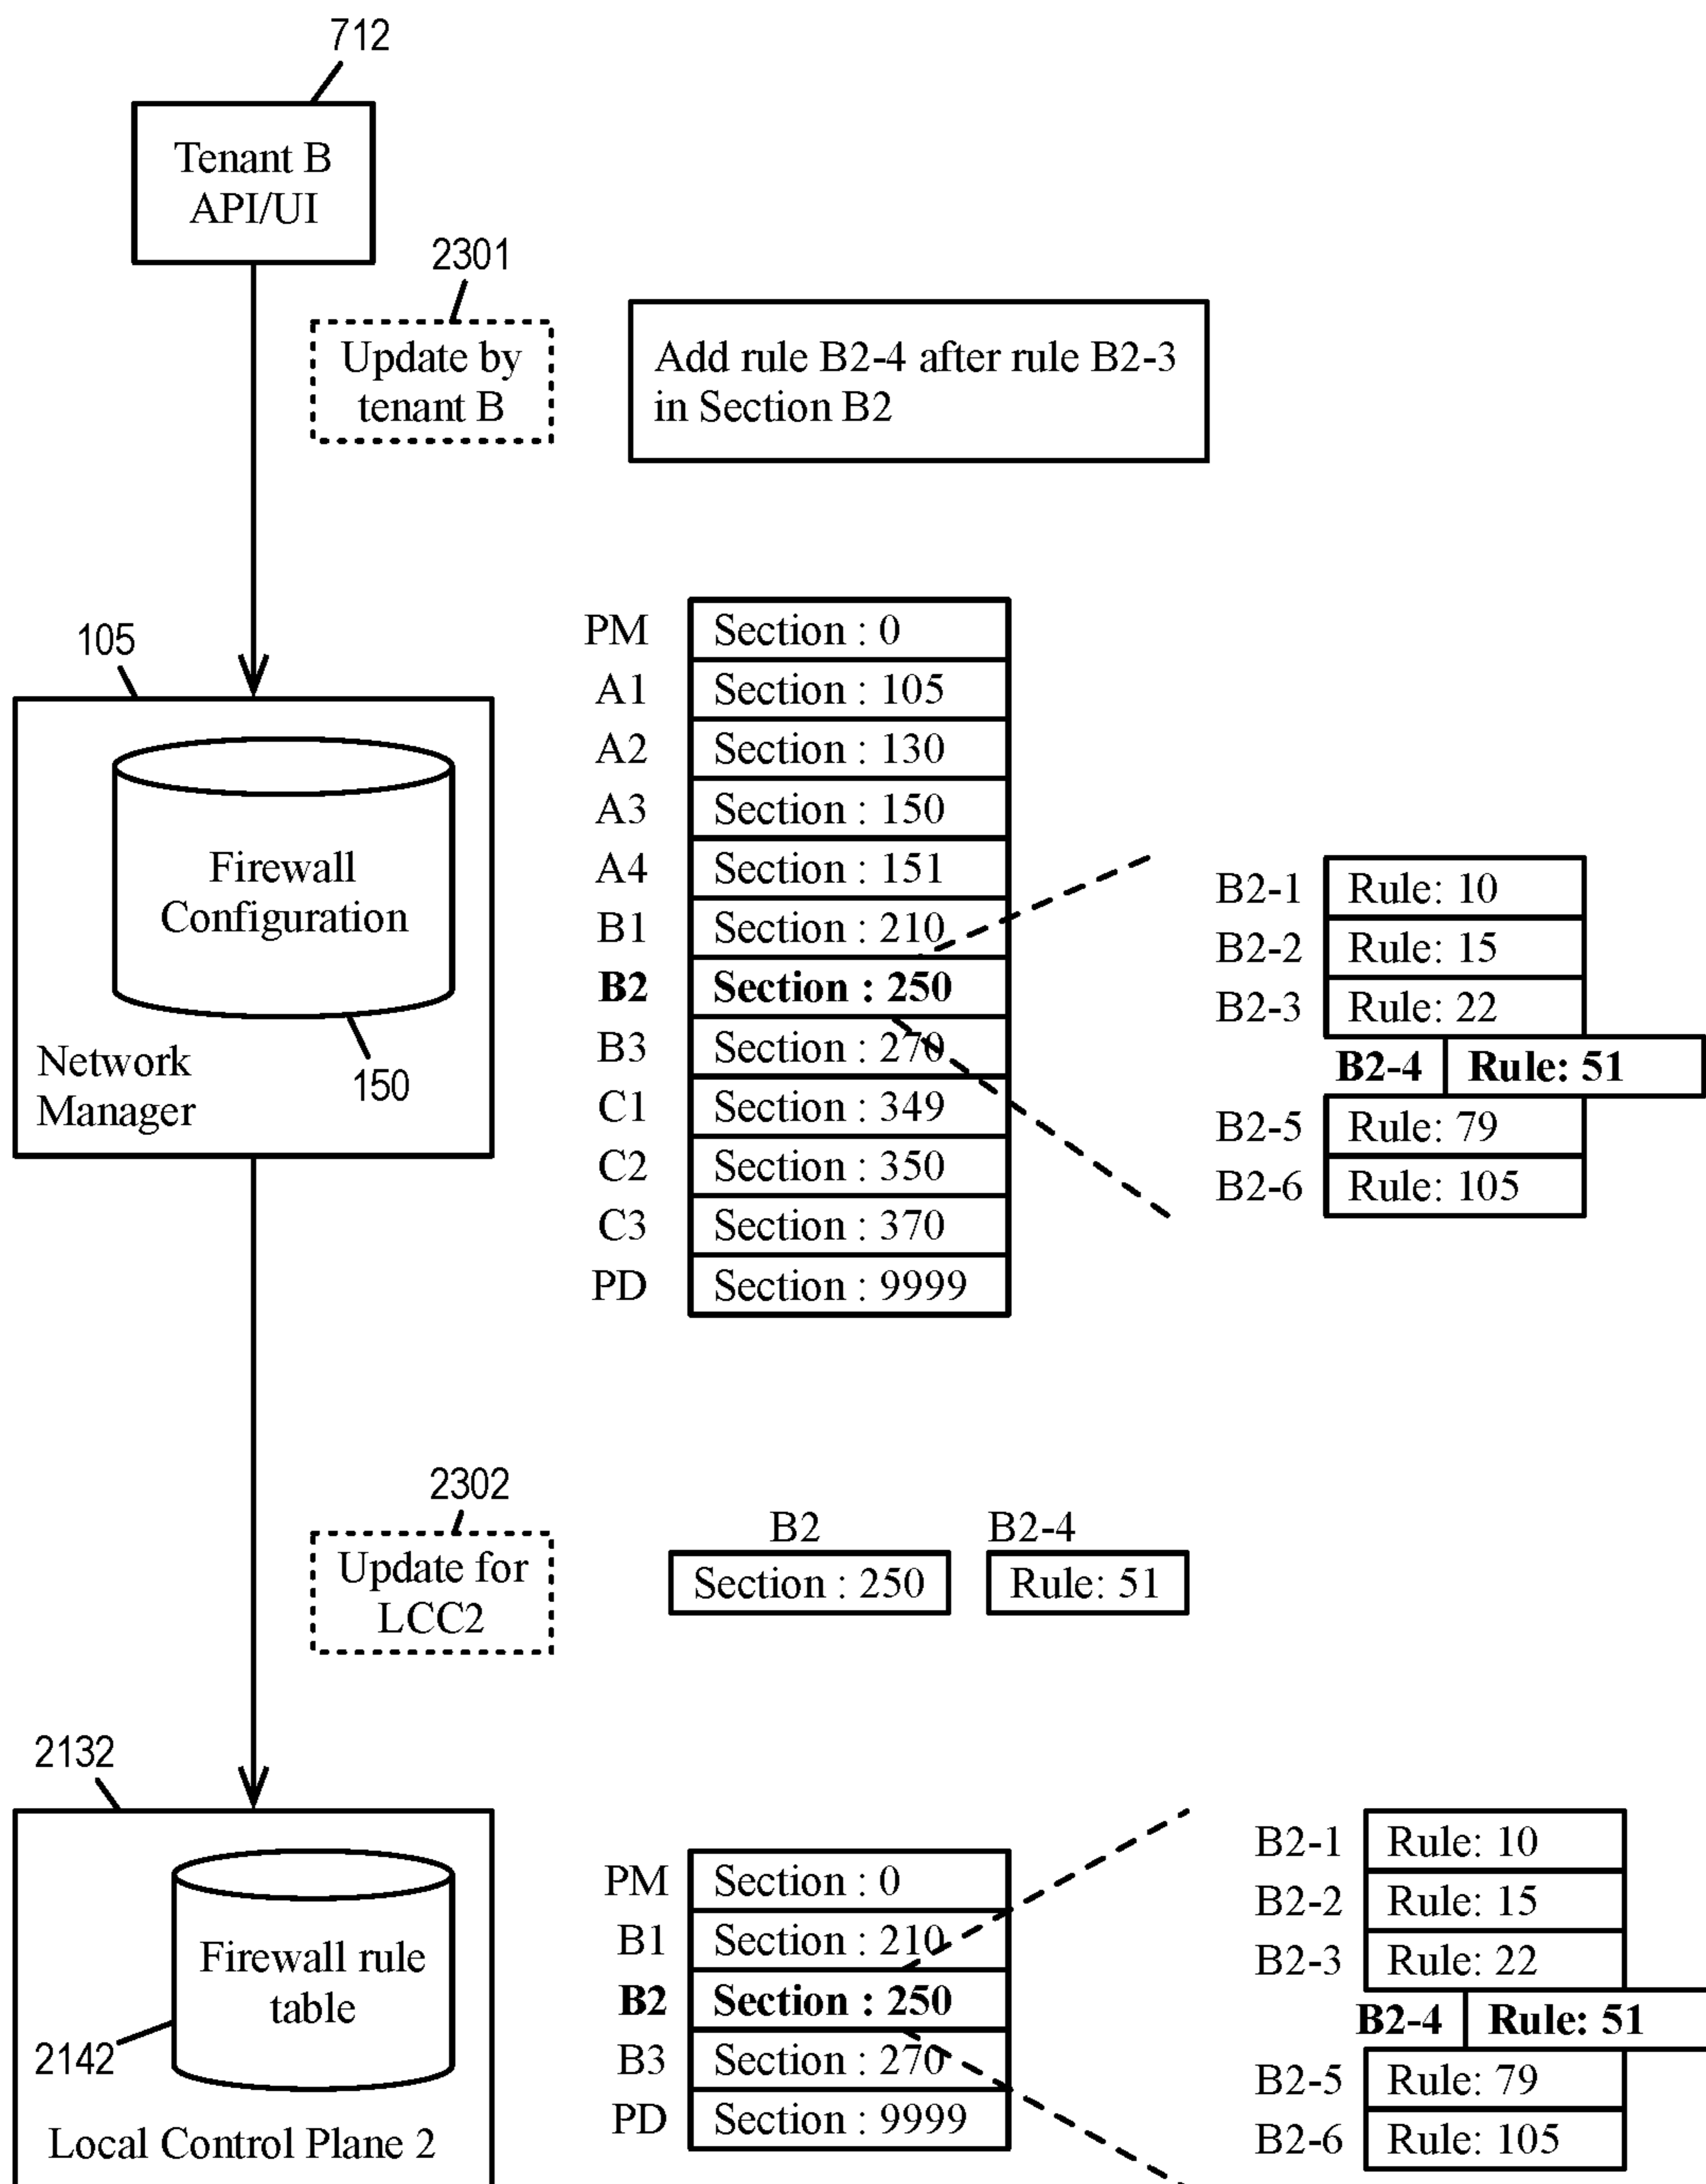 712
Tenant B
API/UI
2301
Update by
tenant B
Add rule B2-4 after rule B2-3
in Section B2
105
Firewall
Configuration
150
Network
Manager
PM Section : 0
A1 Section : 105
A2 Section : 130
A3 Section : 150
A4 Section : 151
B1 Section : 210
B2 Section : 250
B3 Section : 270
C1 Section : 349
C2 Section : 350
C3 Section : 370
PD Section : 9999
B2-1 Rule: 10
B2-2 Rule: 15
B2-3 Rule: 22
B2-4 Rule: 51
B2-5 Rule: 79
B2-6 Rule: 105
2302
Update for
LCC2
B2 B2-4
Section : 250 Rule: 51
2132
Firewall rule
table
2142
Local Control Plane 2
PM Section : 0
B1 Section : 210
B2 Section : 250
B3 Section : 270
PD Section : 9999
B2-1 Rule: 10
B2-2 Rule: 15
B2-3 Rule: 22
B2-4 Rule: 51
B2-5 Rule: 79
B2-6 Rule: 105